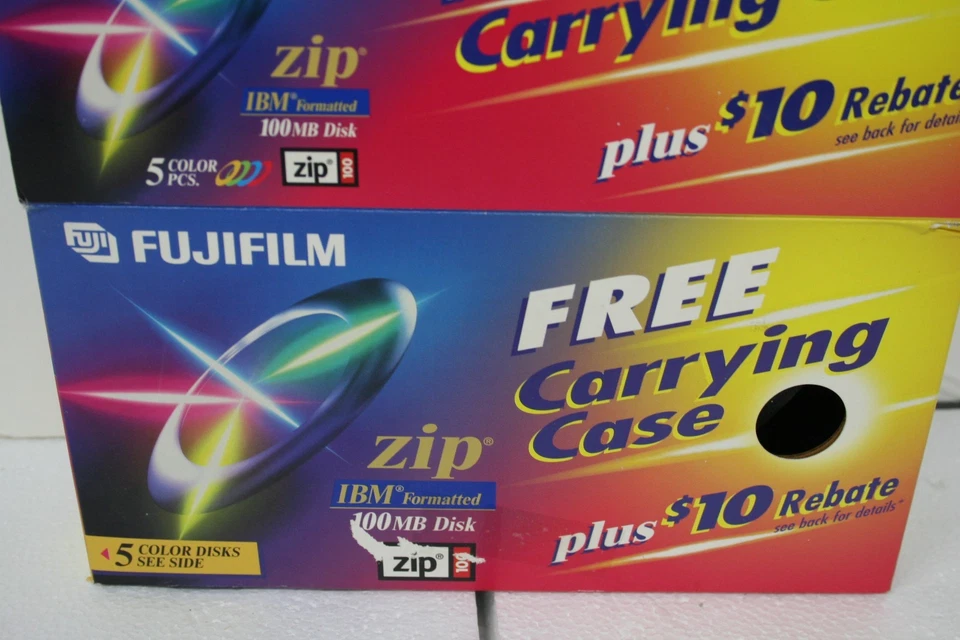 Carrying
zip®
IBM® Formatted
100MB Disk
plus $10 Rebate
see back for detail
5 COLOR
PCS.
zip® 100
FUJI FUJIFILM
FREE
Carrying
Case
zip®
IBM® Formatted
100MB Disk
plus $10 Rebate
see back for details
5 COLOR DISKS
SEE SIDE
zip® 100